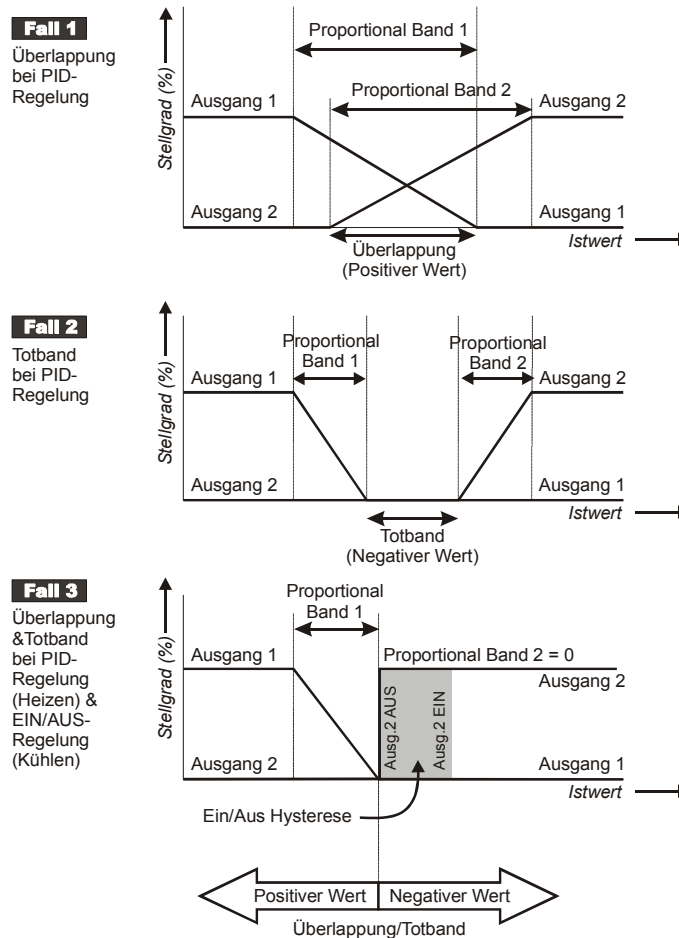 Fall 1
Überlappung
bei PID-
Regelung
Stellgrad (%)
Proportional Band 1
Proportional Band 2
Ausgang 1
Ausgang 2
Ausgang 2
Ausgang 1
Überlappung
(Positiver Wert)
Istwert
Fall 2
Totband
bei PID-
Regelung
Stellgrad (%)
Proportional
Band 1
Proportional
Band 2
Ausgang 1
Ausgang 2
Ausgang 2
Ausgang 1
Totband
(Negativer Wert)
Istwert
Fall 3
Überlappung
&Totband
bei PID-
Regelung
(Heizen) &
EIN/AUS-
Regelung
(Kühlen)
Stellgrad (%)
Proportional
Band 1
Proportional Band 2 = 0
Ausgang 1
Ausgang 2
Ausg.2 AUS
Ausg.2 EIN
Ausgang 2
Ausgang 1
Istwert
Ein/Aus Hysterese
Positiver Wert
Negativer Wert
Überlappung/Totband